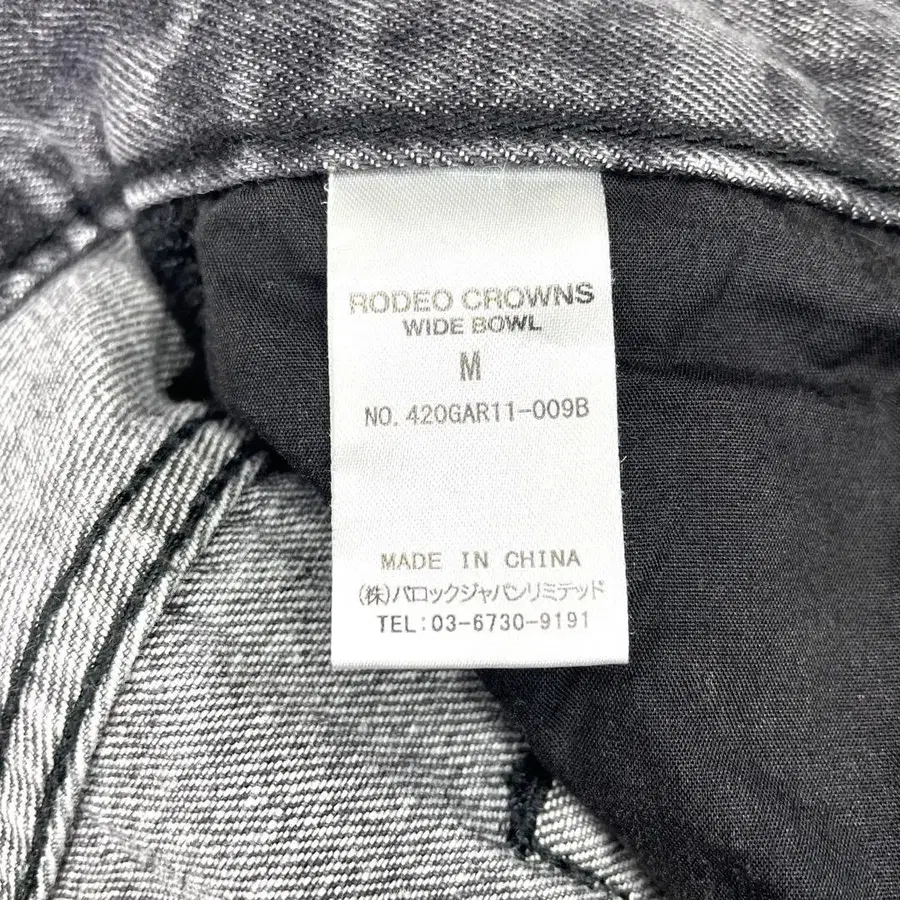 RODEO CROWNS
WIDE BOWL
M
NO. 420GAR11-009B
MADE IN CHINA
(株)バロックジャパンリミテッド
TEL:03-6730-9191